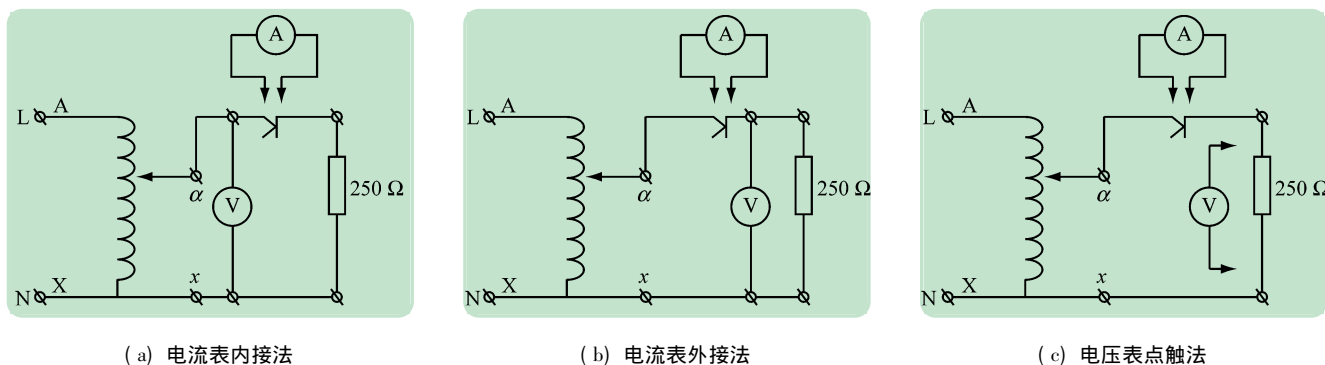 A
L A
α
V
250 Ω
N X x
(a) 电流表内接法
A
L A
α
V
250 Ω
N X x
(b) 电流表外接法
A
L A
α
V
250 Ω
N X x
(c) 电压表点触法